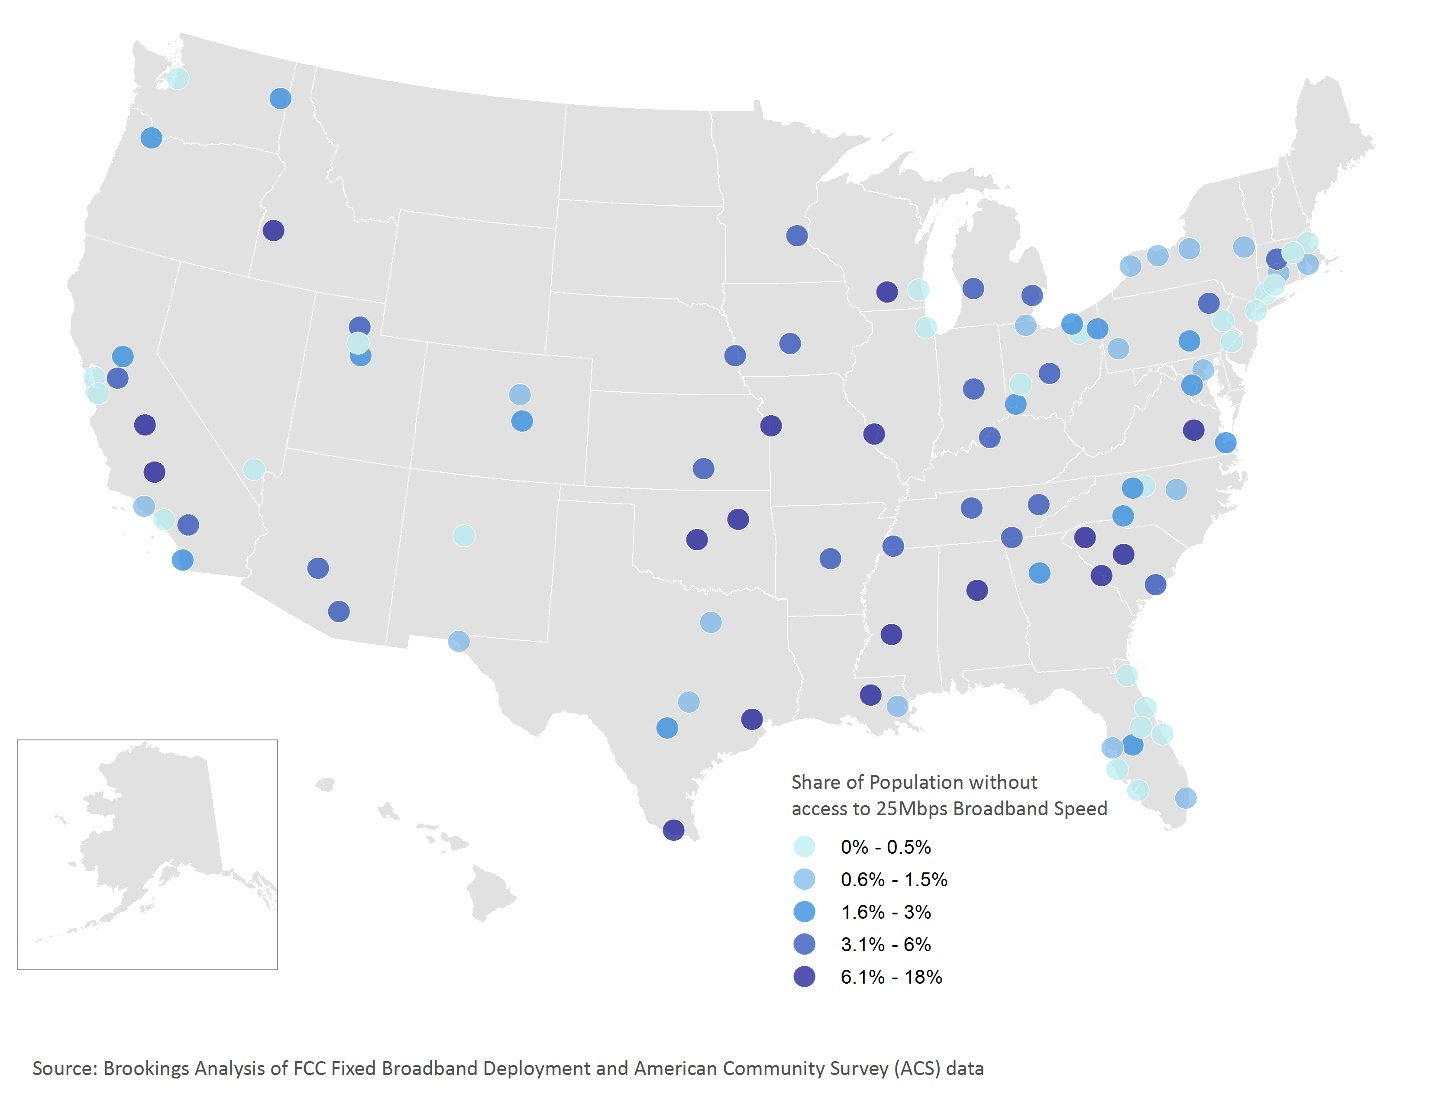 Share of Population without
access to 25Mbps Broadband Speed
0% - 0.5%
0.6% - 1.5%
1.6% - 3%
3.1% - 6%
6.1% - 18%
Source: Brookings Analysis of FCC Fixed Broadband Deployment and American Community Survey (ACS) data